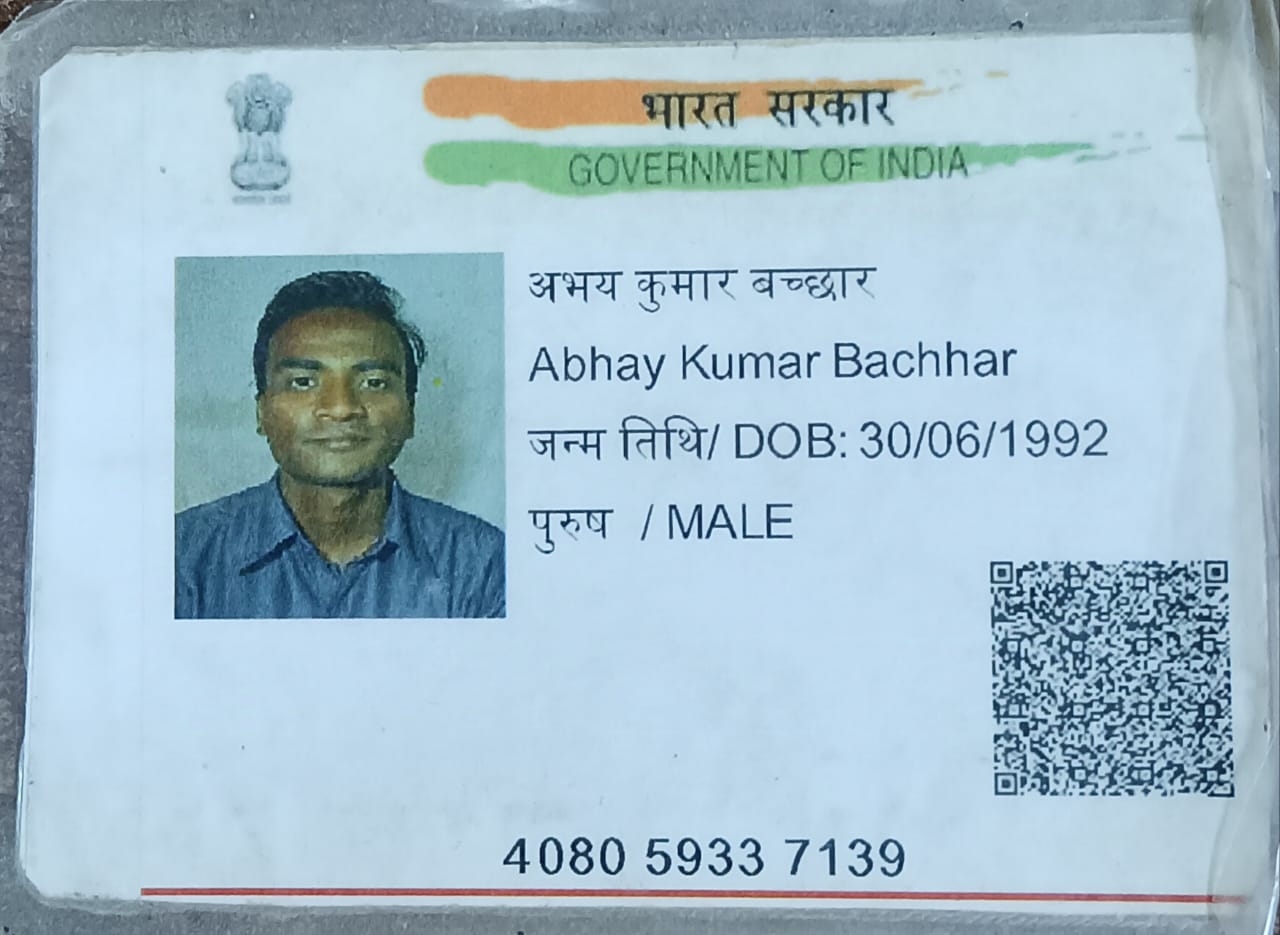 भारत सरकार
GOVERNMENT OF INDIA
अभय कुमार बच्छार
Abhay Kumar Bachhar
जन्म तिथि/ DOB: 30/06/1992
पुरुष / MALE
4080 5933 7139